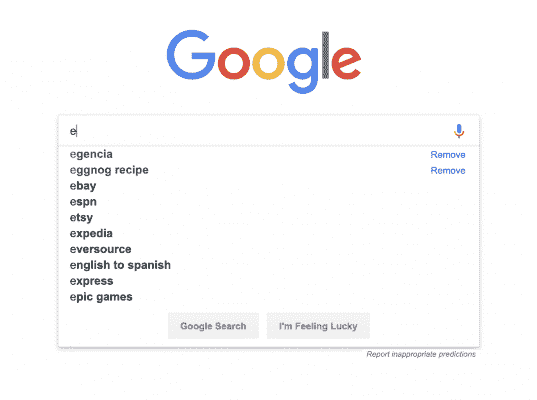 Google
e
egencia Remove
eggnog recipe Remove
ebay
espn
etsy
expedia
eversource
english to spanish
express
epic games
Google Search I'm Feeling Lucky
Report inappropriate predictions